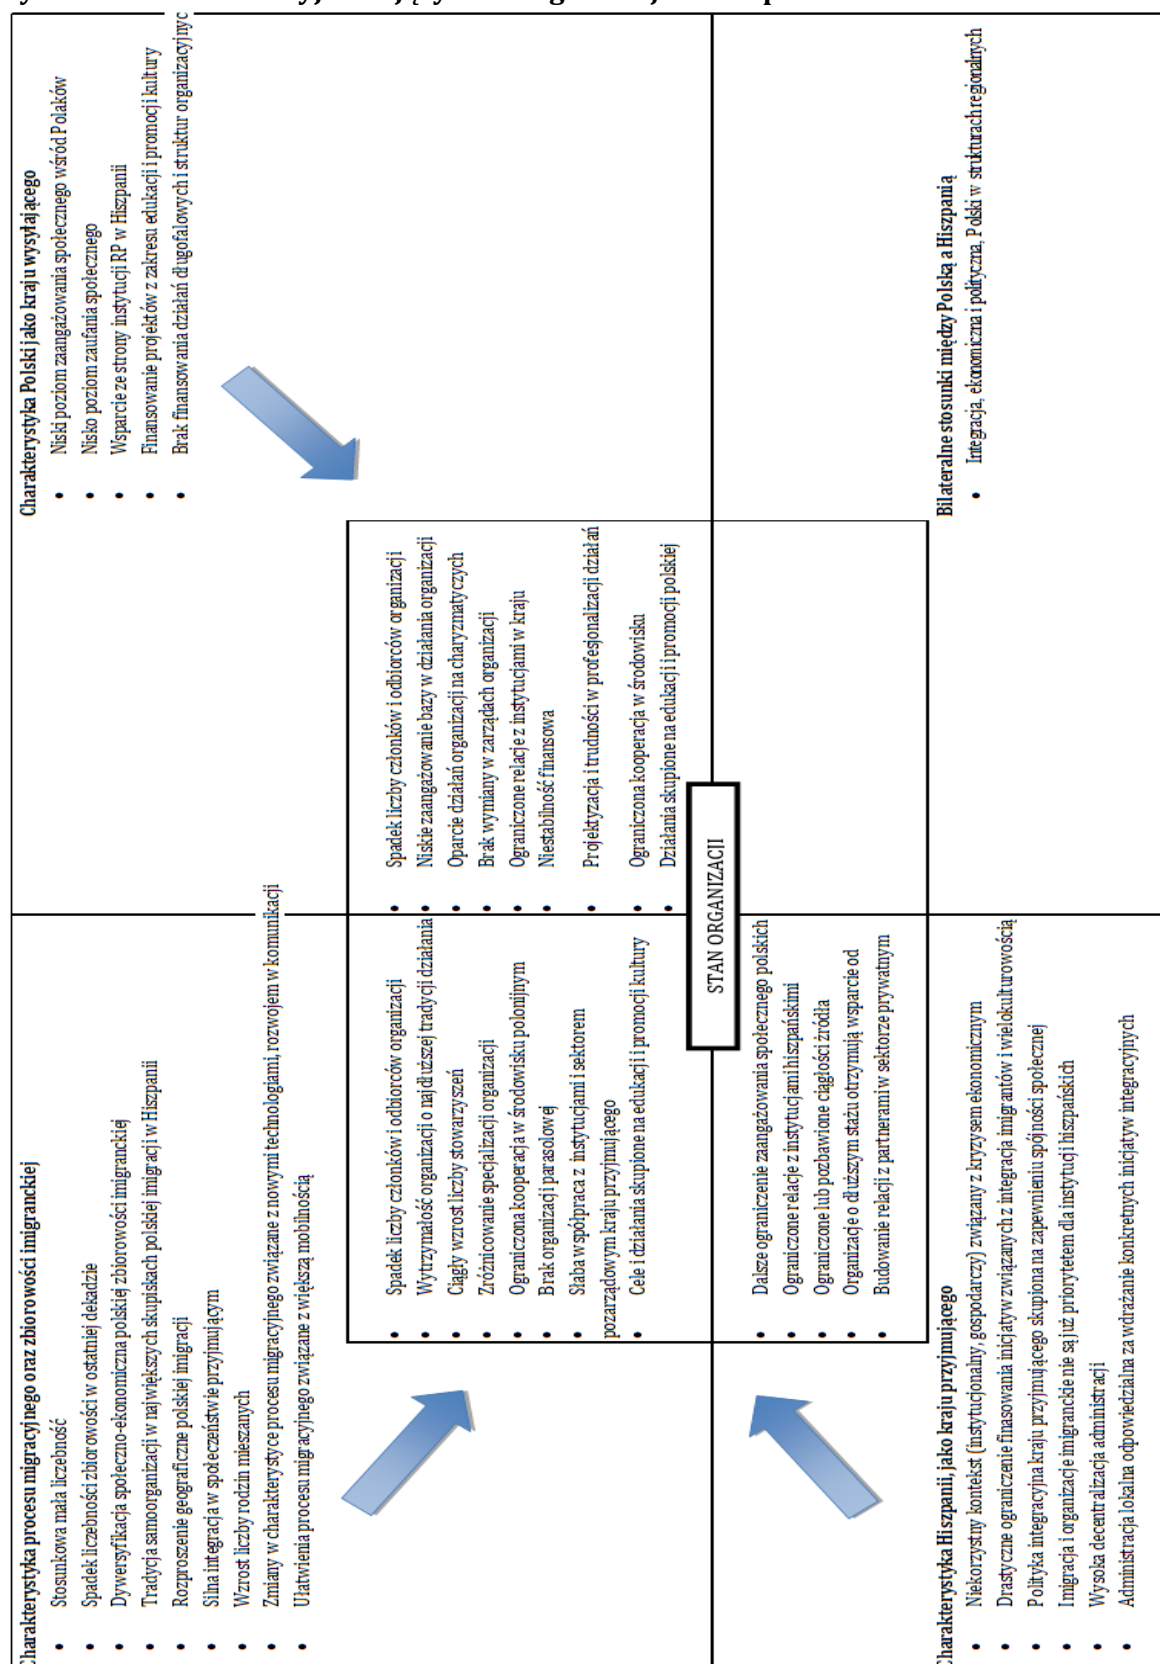 Charakterystyka procesu migracyjnego oraz zbiorowości imigranckiej
• Stosunkowa mała liczebność
• Spadek liczebności zbiorowości w ostatniej dekadzie
• Dywersyfikacja społeczno-ekonomiczna polskiej zbiorowości imigranckiej
• Tradycja samoorganizacji w największych skupiskach polskiej imigracji w Hiszpanii
• Rozproszenie geograficzne polskiej imigracji
• Silna integracja w społeczeństwie przyjmującym
• Wzrost liczby rodzin mieszanych
• Zmiany w charakterystyce procesu migracyjnego związane z nowymi technologiami, rozwojem w komunikacji
• Ułatwienia procesu migracyjnego związane z większą mobilnością
Charakterystyka Polski jako kraju wysyłającego
• Niski poziom zaangażowania społecznego wśród Polaków
• Nisko poziom zaufania społecznego
• Wsparcie ze strony instytucji RP w Hiszpanii
• Finansowanie projektów z zakresu edukacji i promocji kultury
• Brak finansowania działań długofalowych i struktur organizacyjnyc
• Spadek liczby członków i odbiorców organizacji
• Wytrzymałość organizacji o najdłuższej tradycji działania
• Ciągły wzrost liczby stowarzyszeń
• Zróżnicowanie specjalizacji organizacji
• Ograniczona kooperacja w środowisku polonijnym
• Brak organizacji parasolowej
• Słaba współpraca z instytucjami i sektorem
pozarządowym kraju przyjmującego
• Cele i działania skupione na edukacji i promocji kultury
• Spadek liczby członków i odbiorców organizacji
• Niskie zaangażowanie bazy w działania organizacji
• Oparcie działań organizacji na charyzmatyczych
• Brak wymiany w zarządach organizacji
• Ograniczone relacje z instytucjami w kraju
• Niestabilność finansowa
• Projektyzacja i trudności w profesjonalizacji działań
• Ograniczona kooperacja w środowisku
• Działania skupione na edukacji i promocji polskiej
STAN ORGANIZACJI
• Dalsze ograniczenie zaangażowania społecznego polskich
• Ograniczone relacje z instytucjami hiszpańskimi
• Ograniczone lub pozbawione ciągłości źródła
• Organizacje o dłuższym stażu otrzymują wsparcie od
• Budowanie relacji z partnerami w sektorze prywatnym
Charakterystyka Hiszpanii, jako kraju przyjmującego
• Niekorzystny kontekst (instytucjonalny, gospodarczy) związany z kryzysem ekonomicznym
• Drastyczne ograniczenie finasowania inicjatyw związanych z integracja imigrantów i wielokulturowością
• Polityka integracyjna kraju przyjmującego skupiona na zapewnieniu spójności społecznej
• Imigracja i organizacje imigranckie nie są już priorytetem dla instytucji hiszpańskich
• Wysoka decentralizacja administracji
• Administracja lokalna odpowiedzialna za wdrażanie konkretnych inicjatyw integracyjnych
Bilateralne stosunki między Polską a Hiszpanią
• Integracja, ekonomiczna i polityczna, Polski w strukturach regionalnych